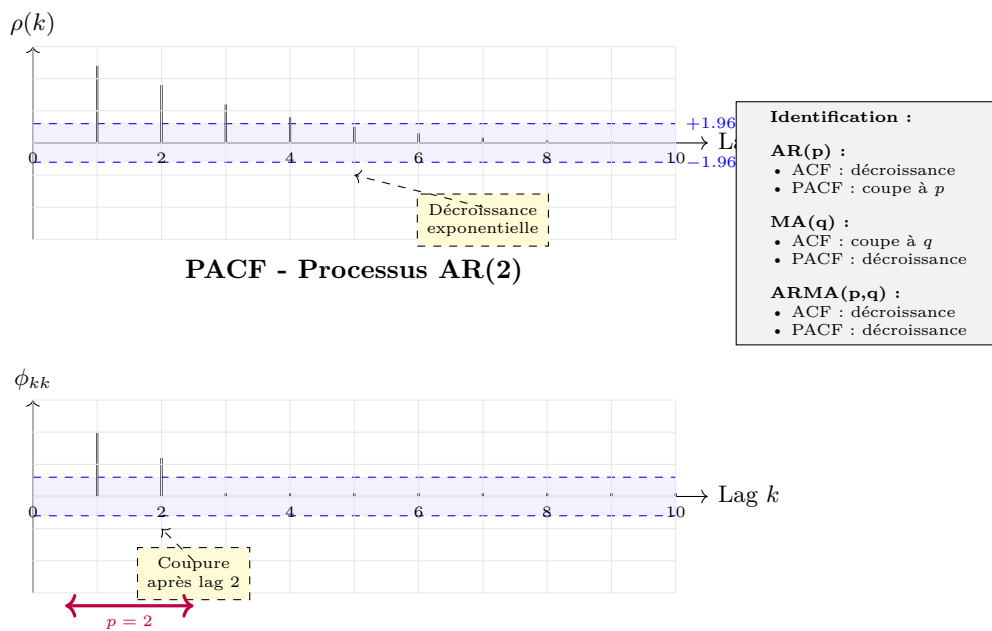 ρ(k)
+1.96
0 2 4 6 8 10 La
−1.96
Décroissance
exponentielle
PACF - Processus AR(2)
Identification :
AR(p) :
• ACF : décroissance
• PACF : coupe à p
MA(q) :
• ACF : coupe à q
• PACF : décroissance
ARMA(p,q) :
• ACF : décroissance
• PACF : décroissance
ϕkk
0 2 4 6 8 10 Lag k
Coupure
après lag 2
p = 2